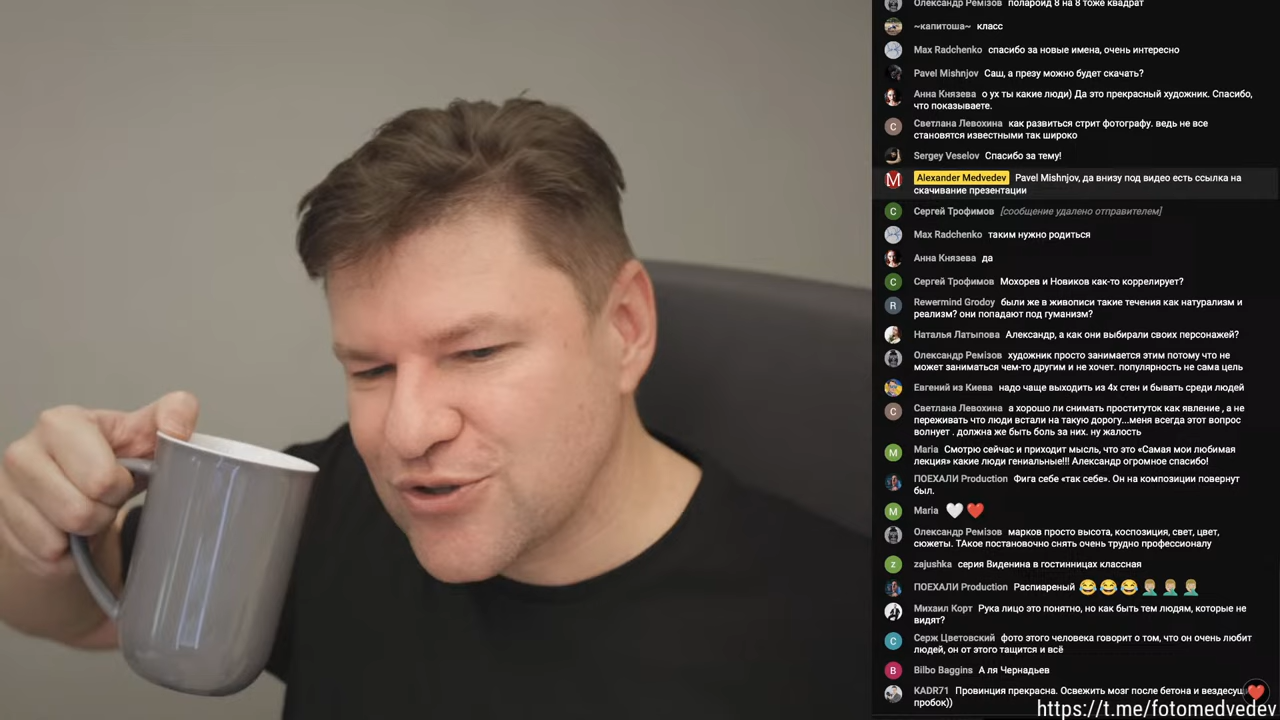 Олександр Ремізов полароид 8 на 8 тоже квадрат
~капитоша~ класс
Max Radchenko спасибо за новые имена, очень интересно
Pavel Mishnjov Саш, а презу можно будет скачать?
Анна Князева о ух ты какие люди) Да это прекрасный художник. Спасибо,
что показываете.
Светлана Левохина как развиться стрит фотографу. ведь не все
становятся известными так широко
Sergey Veselov Спасибо за тему!
Alexander Medvedev Pavel Mishnjov, да внизу под видео есть ссылка на
скачивание презентации
Сергей Трофимов [сообщение удалено отправителем]
Max Radchenko таким нужно родиться
Анна Князева да
Сергей Трофимов Мохорев и Новиков как-то коррелирует?
Rewermind Grodoy были же в живописи такие течения как натурализм и
реализм? они попадают под гуманизм?
Наталья Латыпова Александр, а как они выбирали своих персонажей?
Олександр Ремізов художник просто занимается этим потому что не
может заниматься чем-то другим и не хочет. популярность не сама цель
Евгений из Киева надо чаще выходить из 4х стен и бывать среди людей
Светлана Левохина а хорошо ли снимать проституток как явление , а не
переживать что люди встали на такую дорогу...меня всегда этот вопрос
волнует . должна же быть боль за них. ну жалость
Maria Смотрю сейчас и приходит мысль, что это «Самая мои любимая
лекция» какие люди гениальные!!! Александр огромное спасибо!
ПОЕХАЛИ Production Фига себе «так себе». Он на композиции повернут
был.
Maria 🤍 ❤️
Олександр Ремізов марков просто высота, коспозиция, свет, цвет,
сюжеты. ТАкое постановочно снять очень трудно профессионалу
zajushka серия Виденина в гостинницах классная
ПОЕХАЛИ Production Распиареный 😂 😂 😂 🤦🏼‍♂️ 🤦🏼‍♂️ 🤦🏼‍♂️
Михаил Корт Рука лицо это понятно, но как быть тем людям, которые не
видят?
Серж Цветовский фото этого человека говорит о том, что он очень любит
людей, он от этого тащится и всё
Bilbo Baggins А ля Чернадьев
KADR71 Провинция прекрасна. Освежить мозг после бетона и
пробок))
https://t.me/fotomedvedev